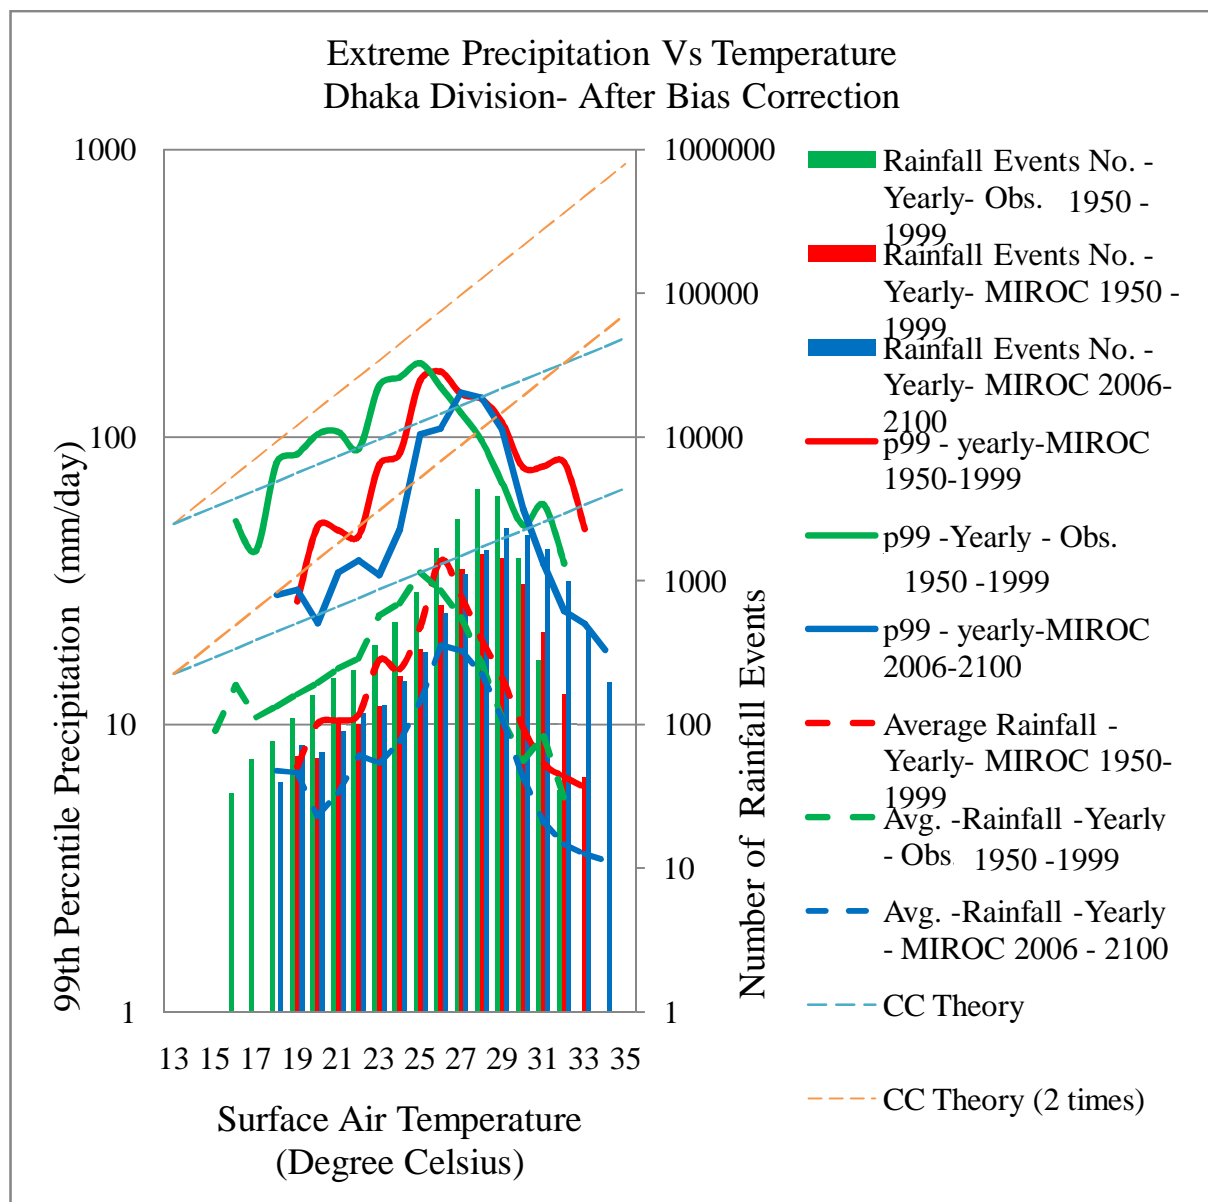 Extreme Precipitation Vs Temperature
Dhaka Division- After Bias Correction
99th Percntile Precipitation (mm/day)
1000
100
10
1
1000000
100000
10000
1000
100
10
1
Number of Rainfall Events
13 15 17 19 21 23 25 27 29 31 33 35
Surface Air Temperature
(Degree Celsius)
Rainfall Events No. -
Yearly- Obs. 1950 -
1999
Rainfall Events No. -
Yearly- MIROC 1950 -
1999
Rainfall Events No. -
Yearly- MIROC 2006-
2100
p99 - yearly-MIROC
1950-1999
p99 -Yearly - Obs.
1950 -1999
p99 - yearly-MIROC
2006-2100
Average Rainfall -
Yearly- MIROC 1950-
1999
Avg. -Rainfall -Yearly
- Obs. 1950 -1999
Avg. -Rainfall -Yearly
- MIROC 2006 - 2100
CC Theory
CC Theory (2 times)